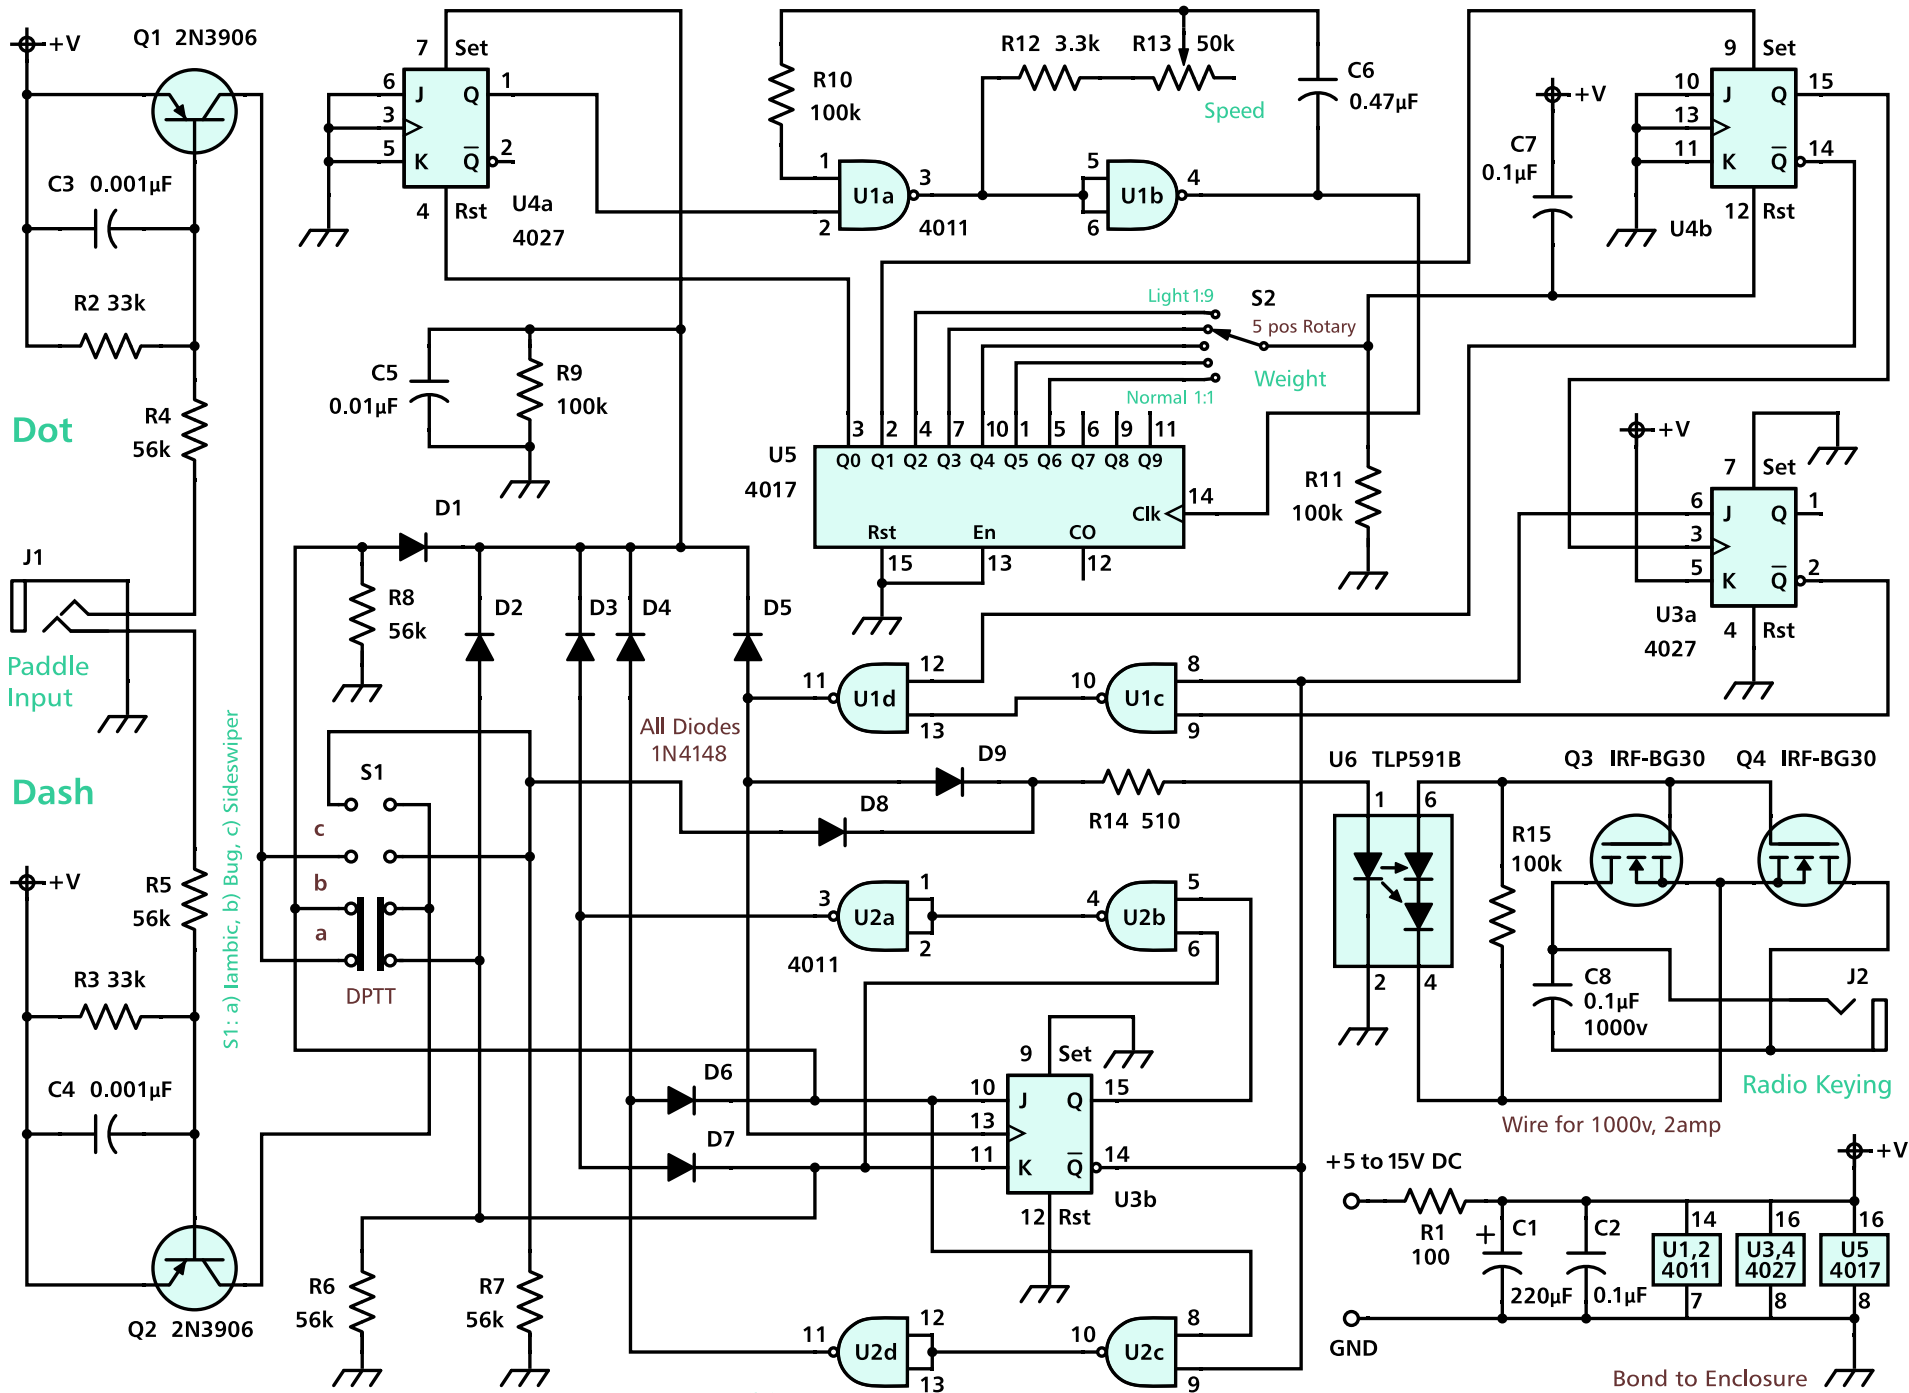 +V
Q1 2N3906
C3 0.001µF
R2 33k
R4
56k
Dot
J1
Paddle
Input
Dash
+V
R5
56k
R3 33k
C4 0.001µF
Q2 2N3906
S1: a) Iambic, b) Bug, c) Sideswiper
7 Set
6 J Q 1
3
5 K Q 2
4 Rst
U4a
4027
C5
0.01µF
R9
100k
D1
R8
56k
D2
D3
D4
D5
All Diodes
1N4148
S1
c
b
a
DPTT
R10
100k
R12 3.3k
R13 50k
Speed
C6
0.47µF
1
2
U1a
3
4011
5
6
U1b
4
Light 1:9
S2
5 pos Rotary
Weight
Normal 1:1
3 2 4 7 10 1 5 6 9 11
U5
4017
Q0 Q1 Q2 Q3 Q4 Q5 Q6 Q7 Q8 Q9
Clk
14
Rst En CO
15 13 12
R11
100k
C7
0.1µF
+V
9 Set
10 J Q 15
13
11 K Q 14
12 Rst
U4b
+V
7 Set
6 J Q 1
3
5 K Q 2
4 Rst
U3a
4027
11
U1d
12
13
10
U1c
8
9
D9
D8
R14 510
3
U2a
1
2
4011
4
U2b
5
6
U6 TLP591B
1 6
2 4
R15
100k
Q3 IRF-BG30
Q4 IRF-BG30
C8
0.1µF
1000v
J2
Radio Keying
Wire for 1000v, 2amp
D6
D7
9 Set
10 J Q 15
13
11 K Q 14
12 Rst
U3b
R6
56k
R7
56k
11
U2d
12
13
10
U2c
8
9
+5 to 15V DC
+V
R1
100
+ C1
220µF
C2
0.1µF
14 16 16
U1,2
4011
U3,4
4027
U5
4017
7 8 8
GND
Bond to Enclosure